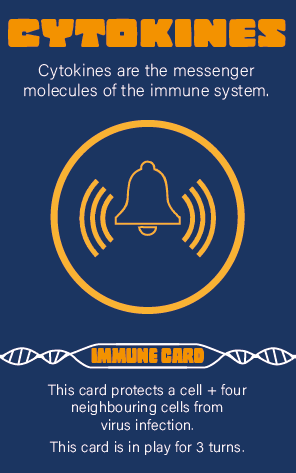 CYTOKINES
Cytokines are the messenger
molecules of the immune system.
IMMUNE CARD
This card protects a cell + four
neighbouring cells from
virus infection.
This card is in play for 3 turns.